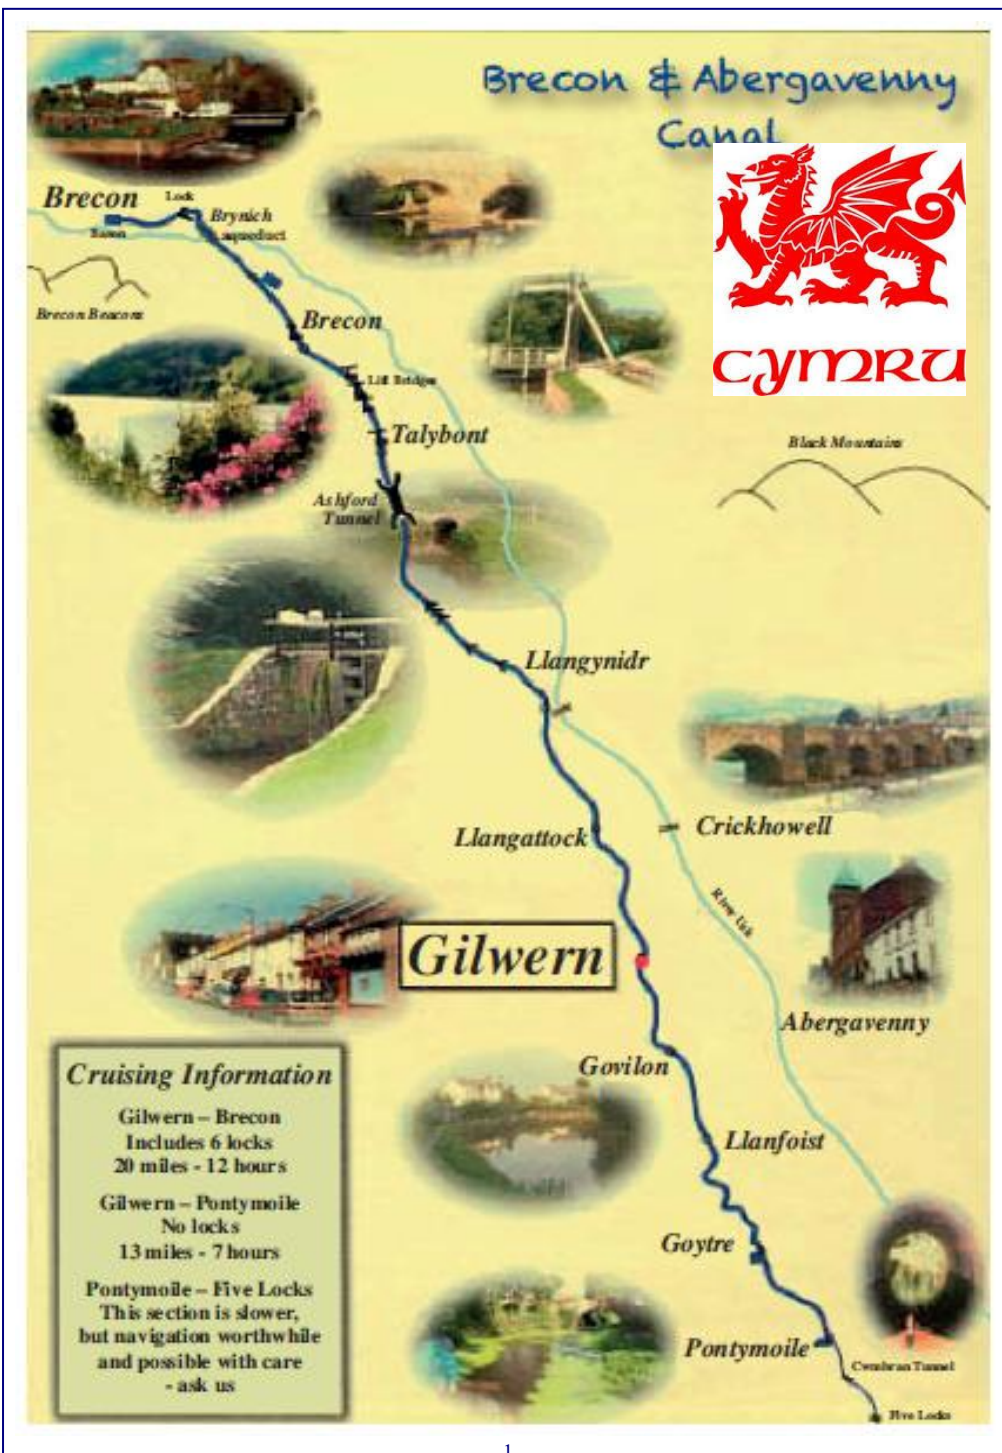 Brecon & Abergavenny
Canal
CYMRU
Brecon
Lock
Basin
Brynich
aqueduct
Brecon Beacons
Brecon
Lift Bridges
Talybont
Black Mountains
Ashford
Tunnel
Llangynidr
Crickhowell
Llangattock
River Usk
Gilwern
Abergavenny
Govilon
Llanfoist
Goytre
Pontymoile
Cwmbran Tunnel
Five Locks
Cruising Information
Gilwern – Brecon
Includes 6 locks
20 miles - 12 hours
Gilwern – Pontymoile
No locks
13 miles - 7 hours
Pontymoile – Five Locks
This section is slower,
but navigation worthwhile
and possible with care
- ask us
1